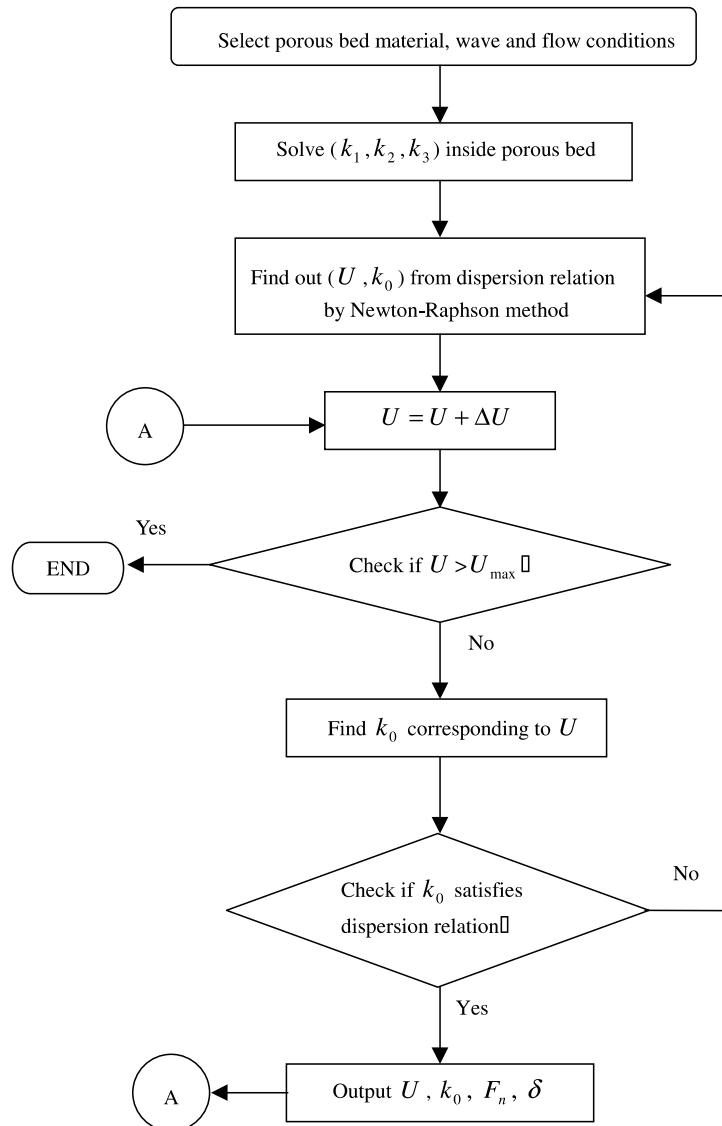 Select porous bed material, wave and flow conditions
Solve (k₁, k₂, k₃) inside porous bed
Find out (U, k₀) from dispersion relation
by Newton-Raphson method
A
U = U + ΔU
Yes
END
Check if U > U_max ▯
No
Find k₀ corresponding to U
Check if k₀ satisfies
dispersion relation▯
No
Yes
A
Output U, k₀, Fₙ, δ